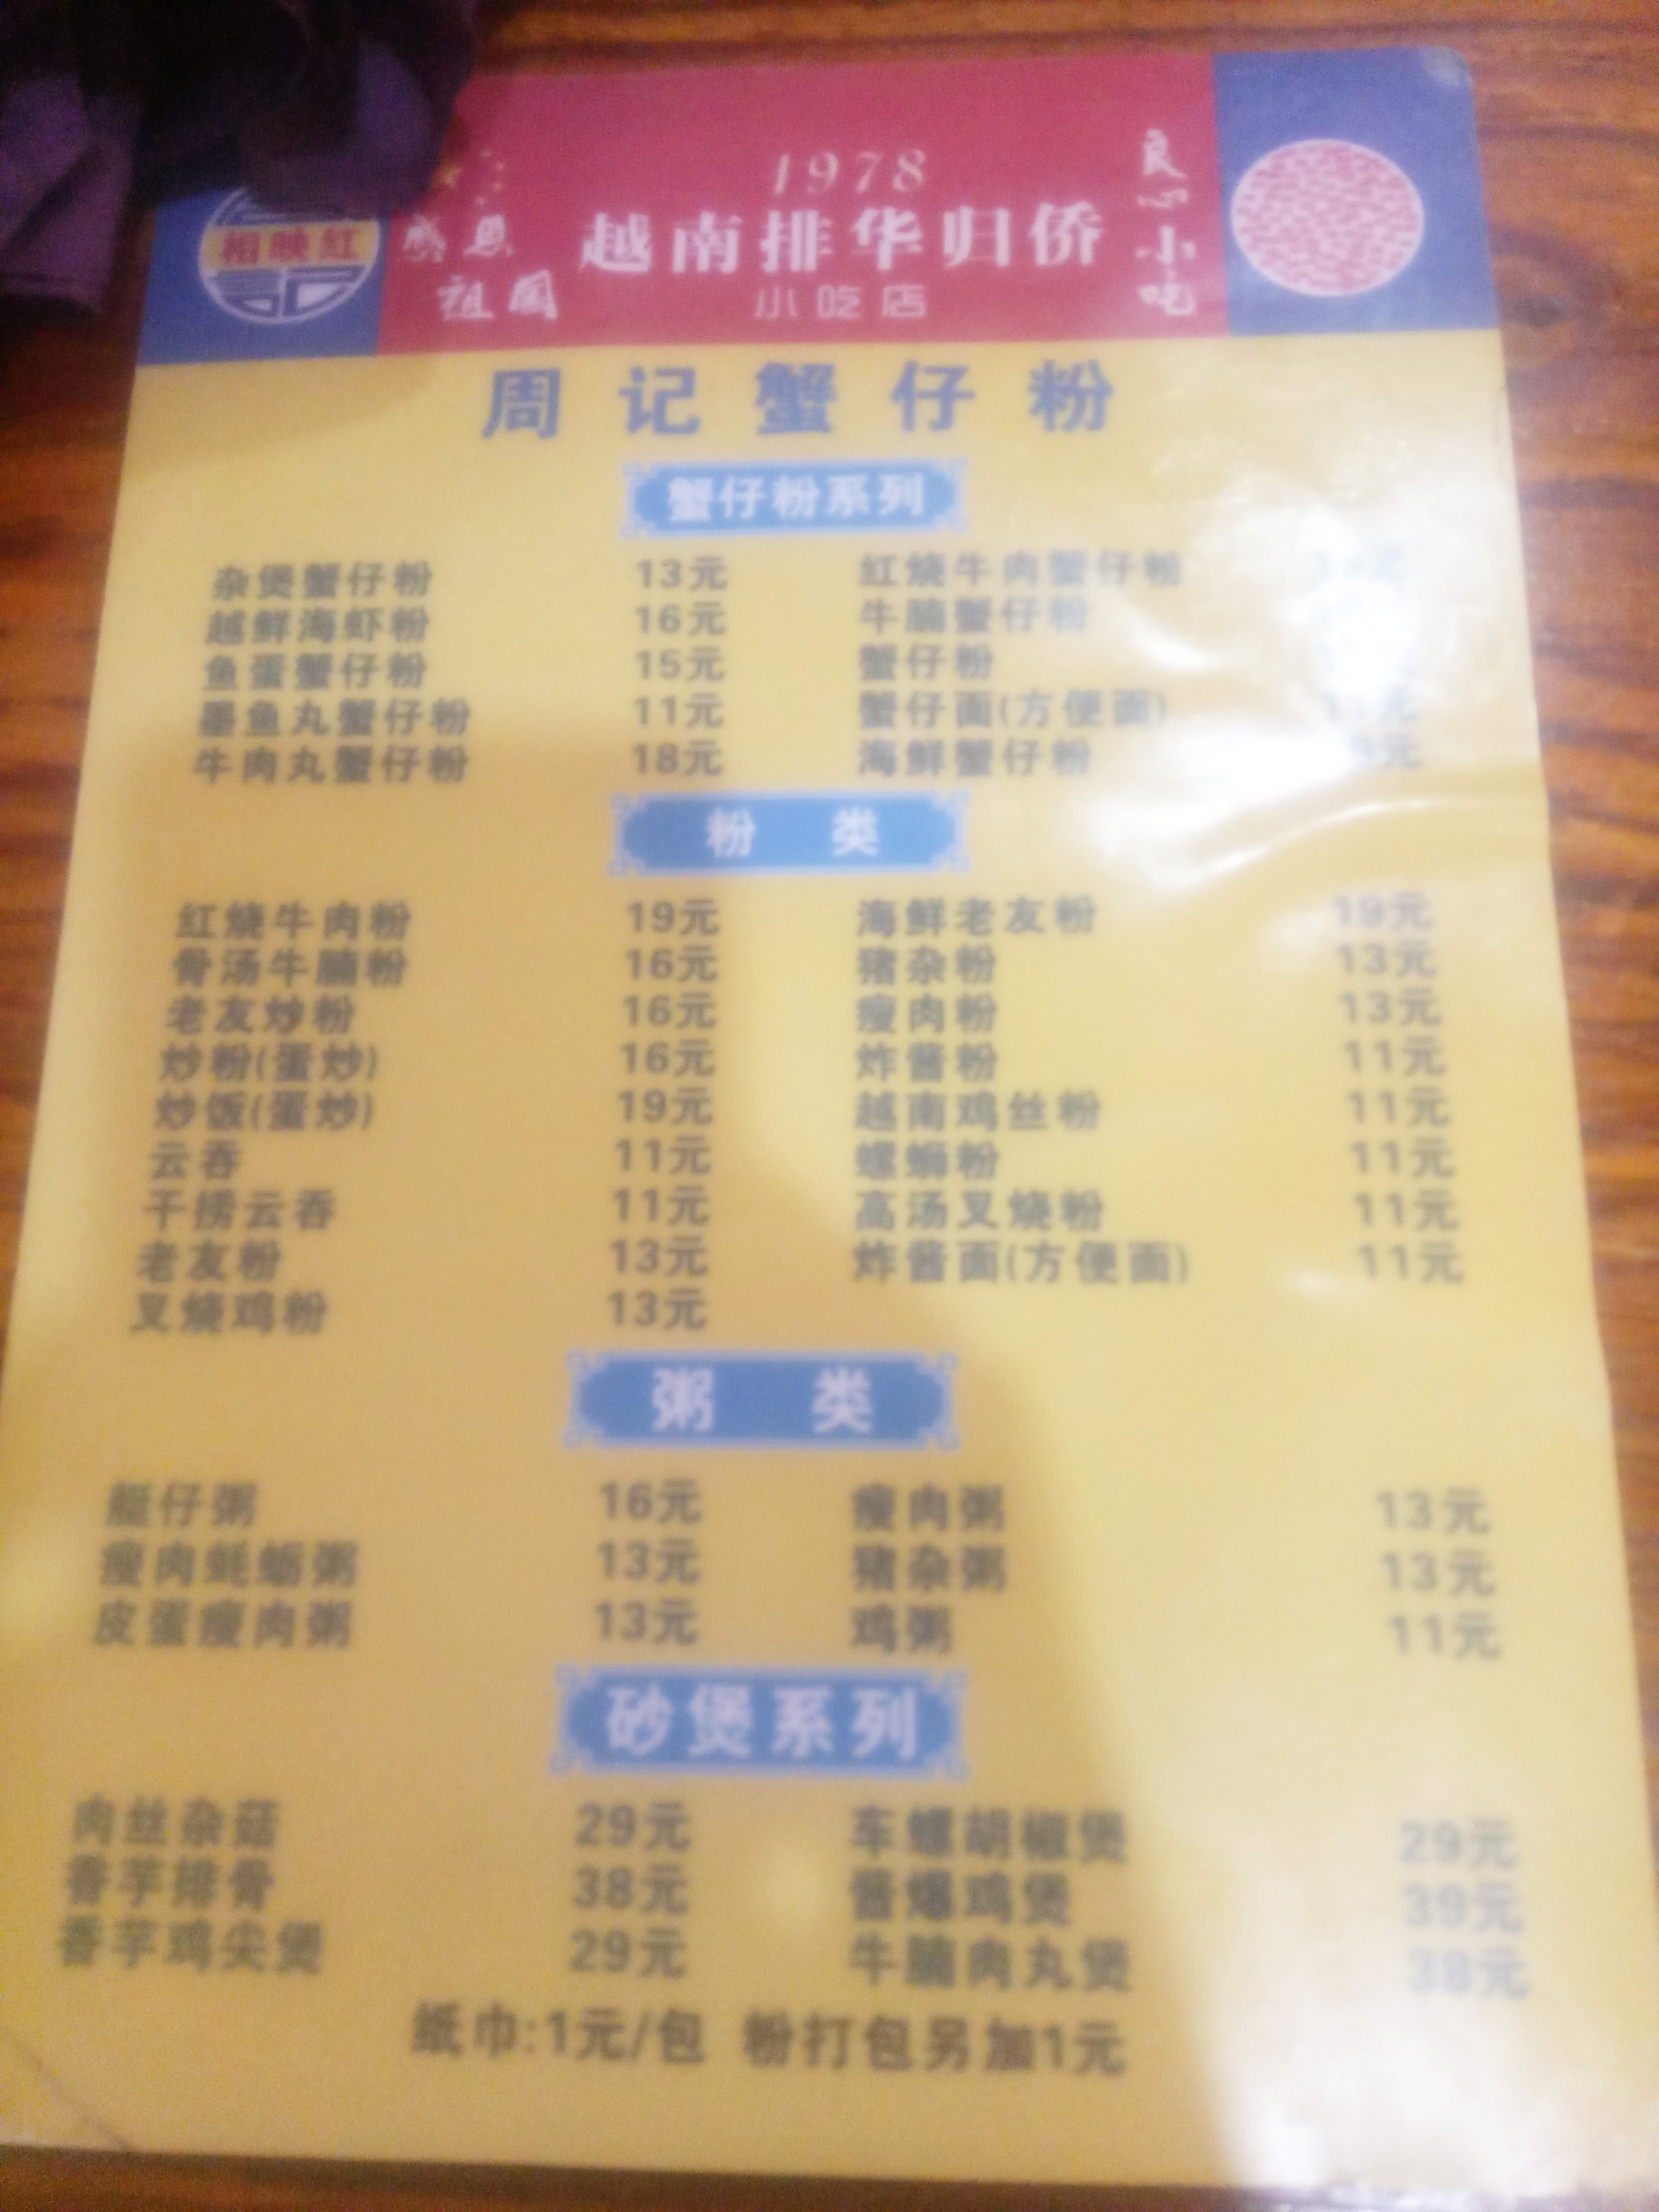 1978
良心小吃
相映红
感恩
祖国
越南排华归侨
小吃店
周记蟹仔粉
蟹仔粉系列
杂煲蟹仔粉 13元 红烧牛肉蟹仔粉
越鲜海虾粉 16元 牛腩蟹仔粉
鱼蛋蟹仔粉 15元 蟹仔粉
墨鱼丸蟹仔粉 11元 蟹仔面(方便面)
牛肉丸蟹仔粉 18元 海鲜蟹仔粉
粉类
红烧牛肉粉 19元 海鲜老友粉 19元
骨汤牛腩粉 16元 猪杂粉 13元
老友炒粉 16元 瘦肉粉 13元
炒粉(蛋炒) 16元 炸酱粉 11元
炒饭(蛋炒) 19元 越南鸡丝粉 11元
云吞 11元 螺蛳粉 11元
干捞云吞 11元 高汤叉烧粉 11元
老友粉 13元 炸酱面(方便面) 11元
叉烧鸡粉 13元
粥类
艇仔粥 16元 瘦肉粥 13元
瘦肉蚝蛎粥 13元 猪杂粥 13元
皮蛋瘦肉粥 13元 鸡粥 11元
砂煲系列
肉丝杂菇 29元 车螺胡椒煲 29元
香芋排骨 38元 酱爆鸡煲 39元
香芋鸡尖煲 29元 牛腩肉丸煲 38元
纸巾:1元/包 粉打包另加1元